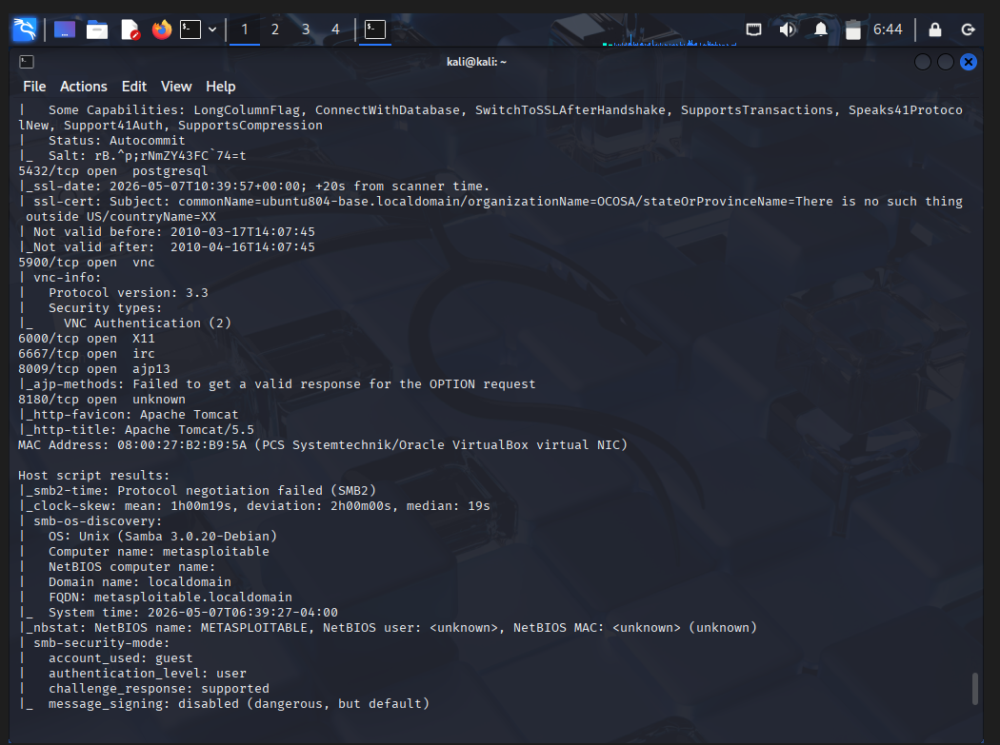 1 2 3 4 6:44
kali@kali: ~
File Actions Edit View Help
|   Some Capabilities: LongColumnFlag, ConnectWithDatabase, SwitchToSSLAfterHandshake, SupportsTransactions, Speaks41Protoco
lNew, Support41Auth, SupportsCompression
|   Status: Autocommit
|_  Salt: rB.^p;rNmZY43FC`74=t
5432/tcp open  postgresql
|_ssl-date: 2026-05-07T10:39:57+00:00; +20s from scanner time.
| ssl-cert: Subject: commonName=ubuntu804-base.localdomain/organizationName=OCOSA/stateOrProvinceName=There is no such thing
 outside US/countryName=XX
| Not valid before: 2010-03-17T14:07:45
|_Not valid after:  2010-04-16T14:07:45
5900/tcp open  vnc
| vnc-info:
|   Protocol version: 3.3
|   Security types:
|_    VNC Authentication (2)
6000/tcp open  X11
6667/tcp open  irc
8009/tcp open  ajp13
|_ajp-methods: Failed to get a valid response for the OPTION request
8180/tcp open  unknown
|_http-favicon: Apache Tomcat
|_http-title: Apache Tomcat/5.5
MAC Address: 08:00:27:B2:B9:5A (PCS Systemtechnik/Oracle VirtualBox virtual NIC)
Host script results:
|_smb2-time: Protocol negotiation failed (SMB2)
|_clock-skew: mean: 1h00m19s, deviation: 2h00m00s, median: 19s
| smb-os-discovery:
|   OS: Unix (Samba 3.0.20-Debian)
|   Computer name: metasploitable
|   NetBIOS computer name:
|   Domain name: localdomain
|   FQDN: metasploitable.localdomain
|_  System time: 2026-05-07T06:39:27-04:00
|_nbstat: NetBIOS name: METASPLOITABLE, NetBIOS user: <unknown>, NetBIOS MAC: <unknown> (unknown)
| smb-security-mode:
|   account_used: guest
|   authentication_level: user
|   challenge_response: supported
|_  message_signing: disabled (dangerous, but default)